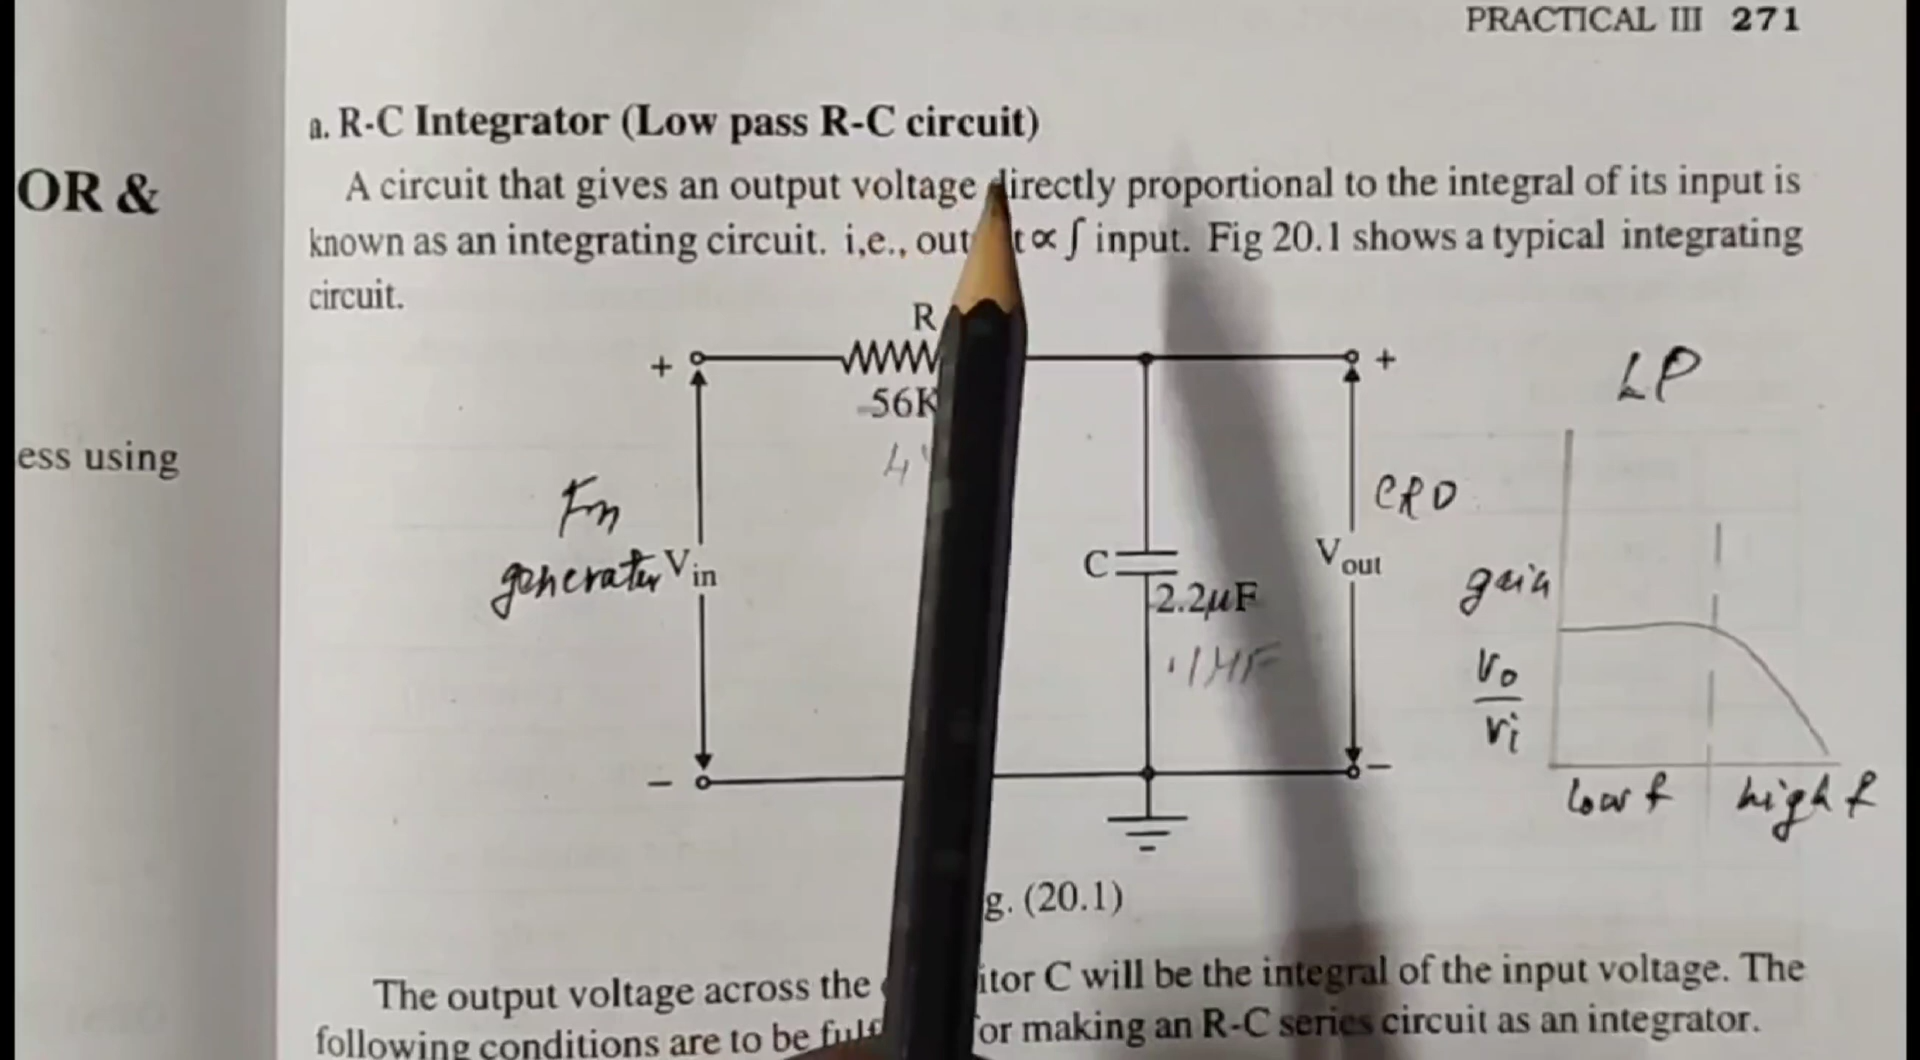 PRACTICAL III 271
a. R-C Integrator (Low pass R-C circuit)
A circuit that gives an output voltage directly proportional to the integral of its input is
known as an integrating circuit. i,e., out t ∝ ∫ input. Fig 20.1 shows a typical integrating
circuit.
OR &
ess using
R
56K
+
+
LP
4
Fn
generator
Vin
C
2.2µF
.1µF
CRO
Vout
gain
Vo
Vi
low f
high f
−
−
g. (20.1)
The output voltage across the itor C will be the integral of the input voltage. The
following conditions are to be fulf or making an R-C series circuit as an integrator.